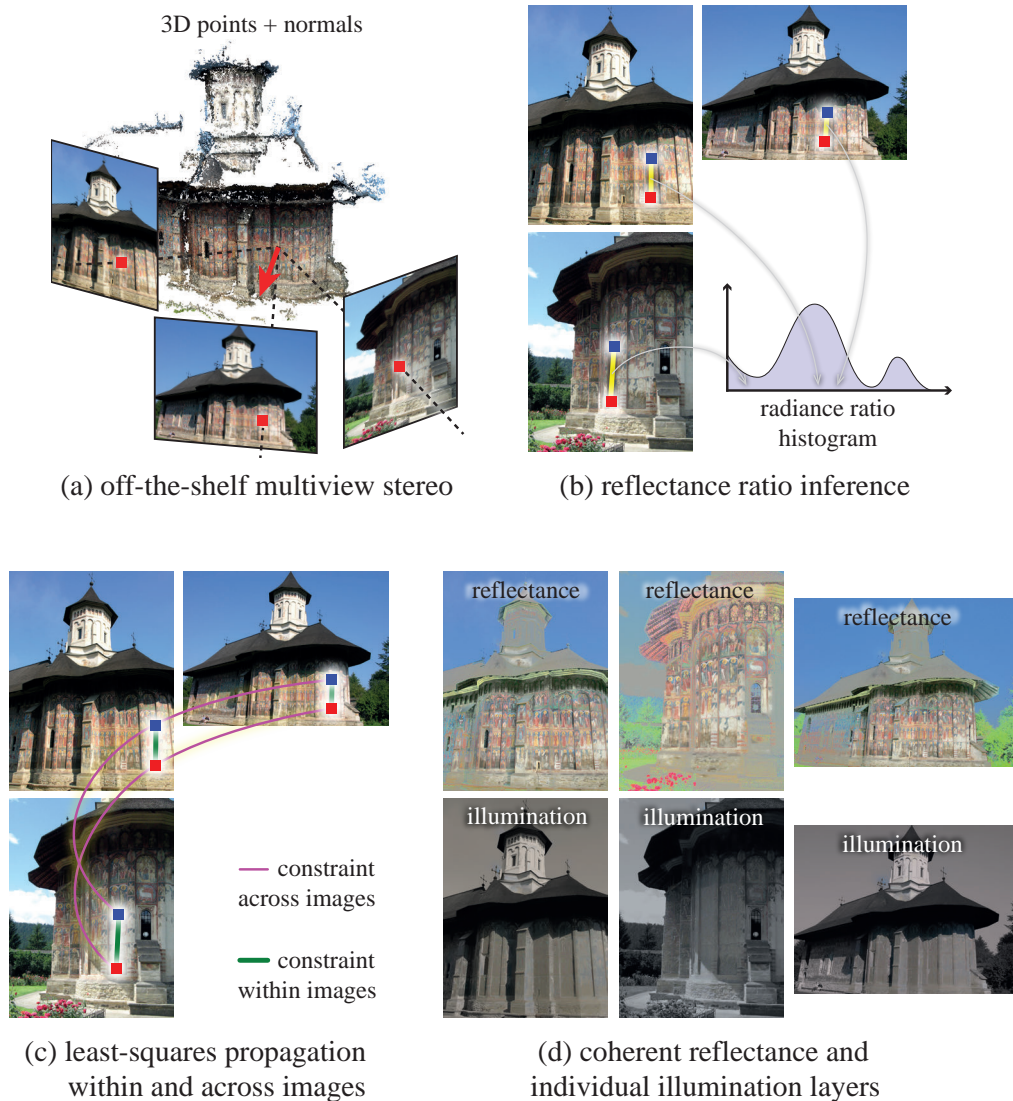 3D points + normals
(a) off-the-shelf multiview stereo
radiance ratio
histogram
(b) reflectance ratio inference
constraint
across images
constraint
within images
(c) least-squares propagation
within and across images
reflectance
reflectance
reflectance
illumination
illumination
illumination
(d) coherent reflectance and
individual illumination layers